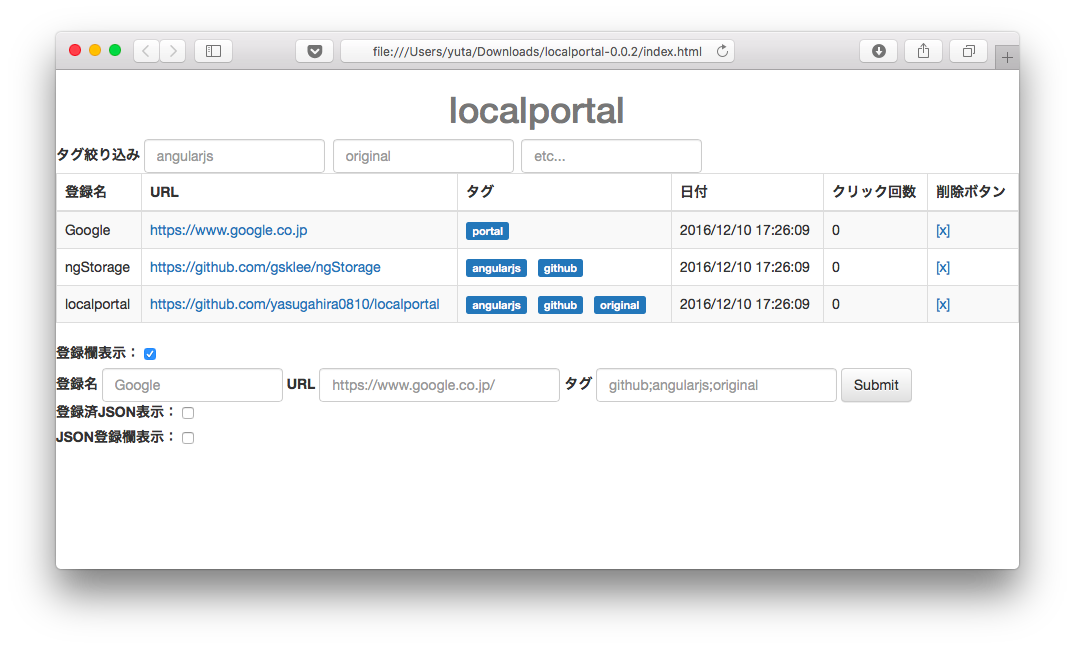 file:///Users/yuta/Downloads/localportal-0.0.2/index.html
localportal
タグ絞り込み angularjs original etc...
登録名 URL タグ 日付 クリック回数 削除ボタン
Google https://www.google.co.jp portal 2016/12/10 17:26:09 0 [x]
ngStorage https://github.com/gsklee/ngStorage angularjs github 2016/12/10 17:26:09 0 [x]
localportal https://github.com/yasugahira0810/localportal angularjs github original 2016/12/10 17:26:09 0 [x]
登録欄表示：
登録名 Google URL https://www.google.co.jp/ タグ github;angularjs;original Submit
登録済JSON表示：
JSON登録欄表示：